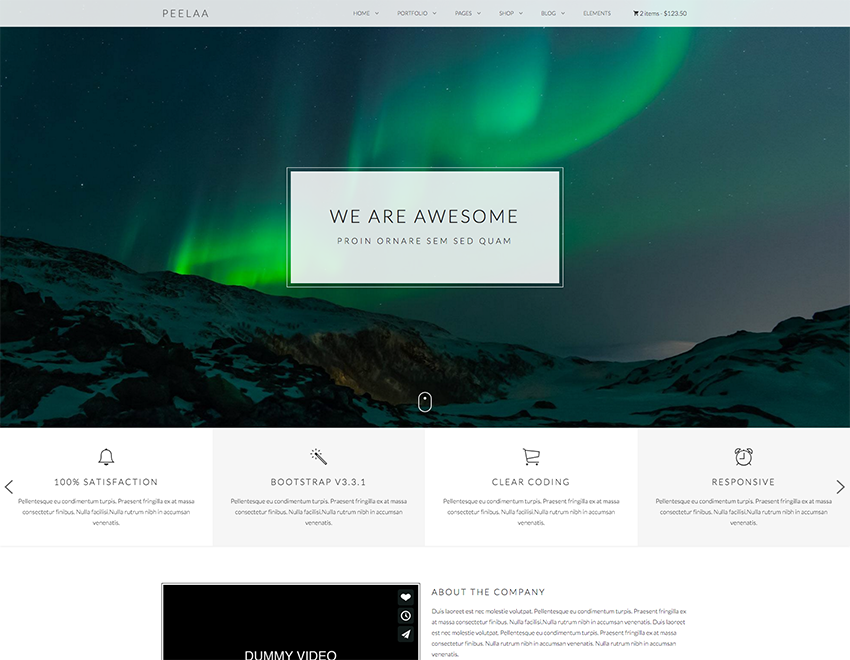 PEELAA
HOME PORTFOLIO PAGES SHOP BLOG ELEMENTS 2 items - $123.50
WE ARE AWESOME
PROIN ORNARE SEM SED QUAM
100% SATISFACTION
Pellentesque eu condimentum turpis. Praesent fringilla ex at massa
consectetur finibus. Nulla facilisi.Nulla rutrum nibh in accumsan
venenatis.
BOOTSTRAP V3.3.1
Pellentesque eu condimentum turpis. Praesent fringilla ex at massa
consectetur finibus. Nulla facilisi.Nulla rutrum nibh in accumsan
venenatis.
CLEAR CODING
Pellentesque eu condimentum turpis. Praesent fringilla ex at massa
consectetur finibus. Nulla facilisi.Nulla rutrum nibh in accumsan
venenatis.
RESPONSIVE
Pellentesque eu condimentum turpis. Praesent fringilla ex at massa
consectetur finibus. Nulla facilisi.Nulla rutrum nibh in accumsan
venenatis.
DUMMY VIDEO
ABOUT THE COMPANY
Duis laoreet est nec molestie volutpat. Pellentesque eu condimentum turpis. Praesent fringilla ex
at massa consectetur finibus. Nulla facilisi.Nulla rutrum nibh in accumsan venenatis. Duis laoreet
est nec molestie volutpat. Pellentesque eu condimentum turpis. Praesent fringilla ex at massa
consectetur finibus. Nulla facilisi.Nulla rutrum nibh in accumsan venenatis. Nulla rutrum nibh in accumsan
venenatis.